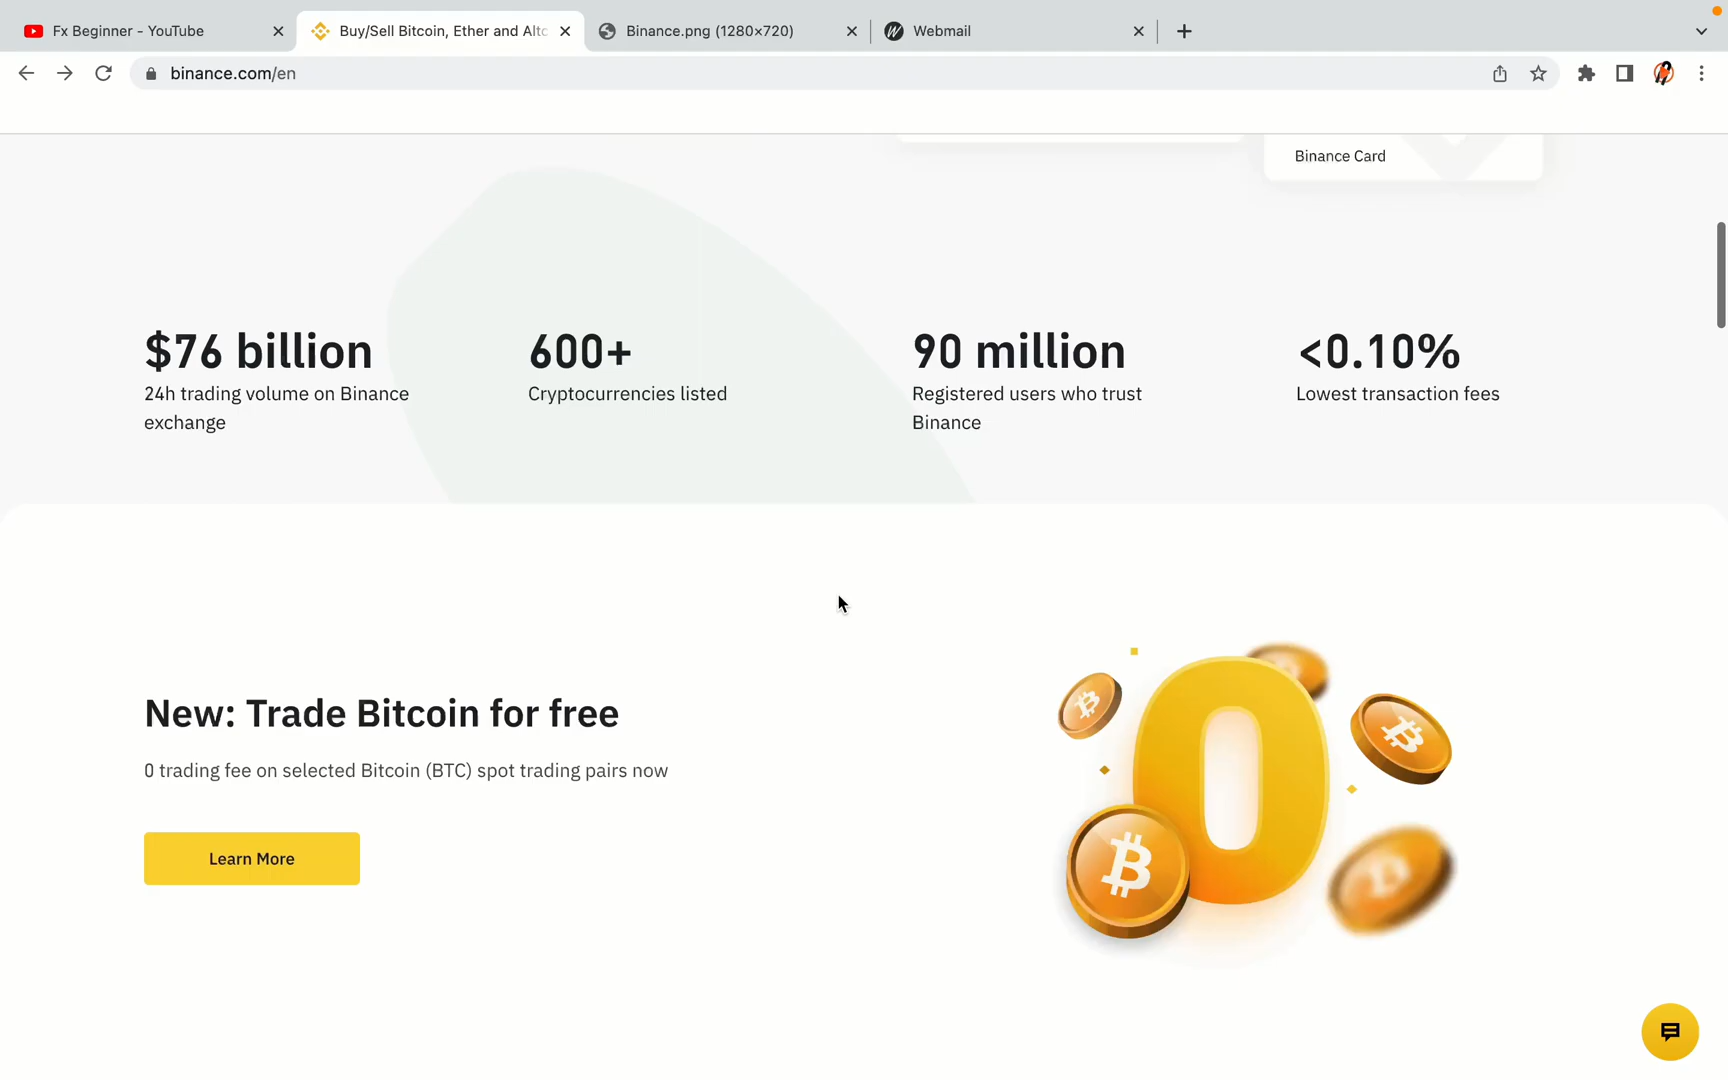 Fx Beginner - YouTube
Buy/Sell Bitcoin, Ether and Altc
Binance.png (1280×720)
Webmail
binance.com/en
Binance Card
$76 billion
24h trading volume on Binance
exchange
600+
Cryptocurrencies listed
90 million
Registered users who trust
Binance
<0.10%
Lowest transaction fees
New: Trade Bitcoin for free
0 trading fee on selected Bitcoin (BTC) spot trading pairs now
Learn More
0